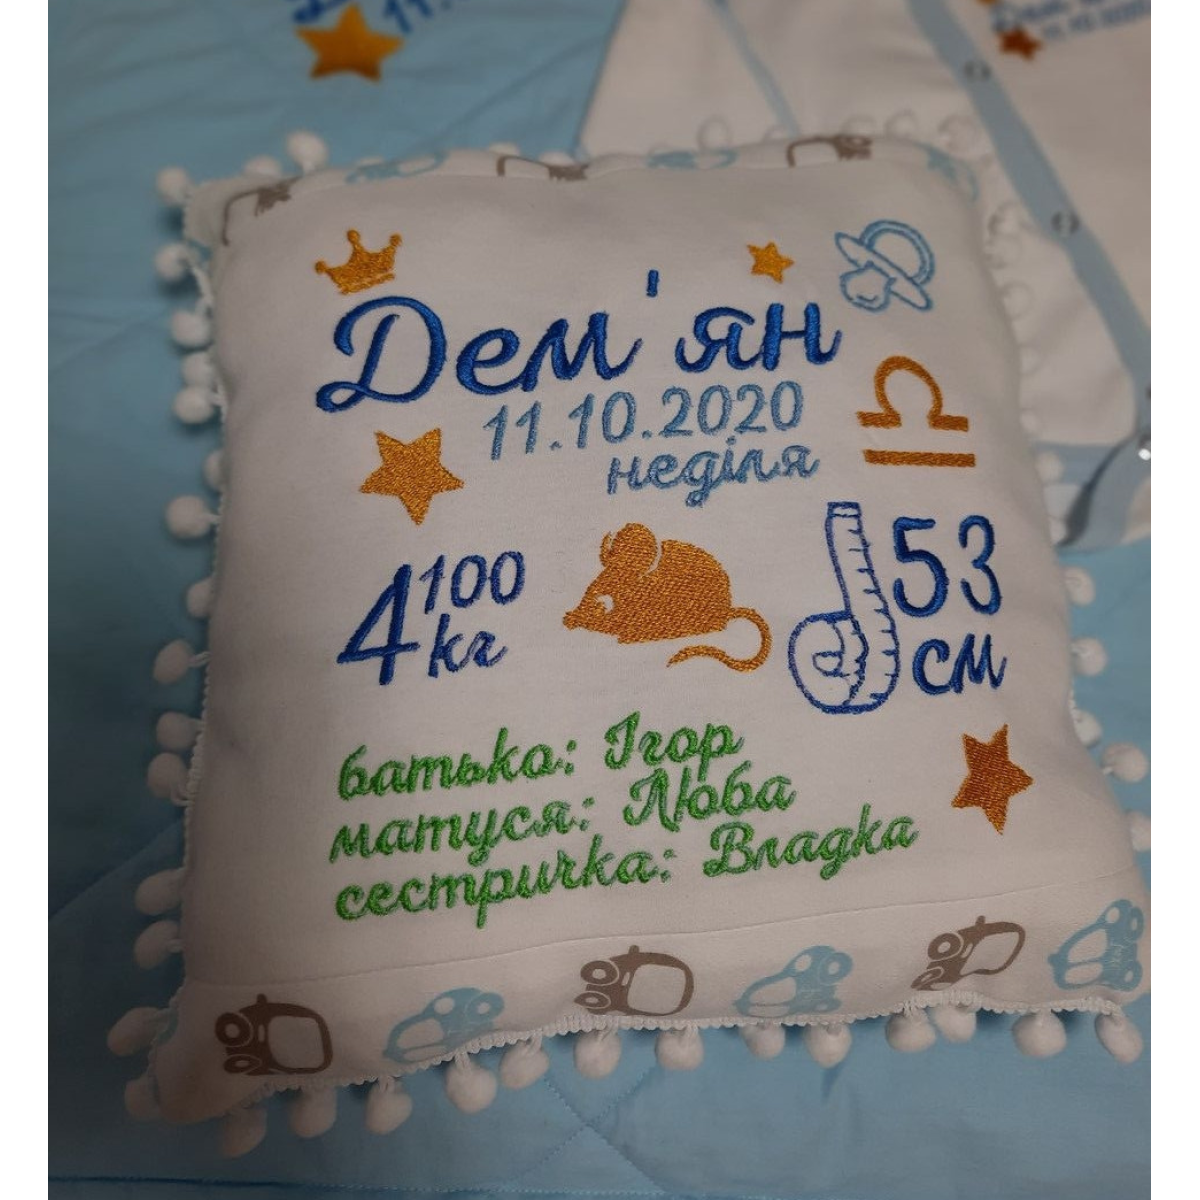 Дем'ян
11.10.2020
неділя
4 100
кг
53
см
батько: Ігор
матуся: Люба
сестричка: Владка